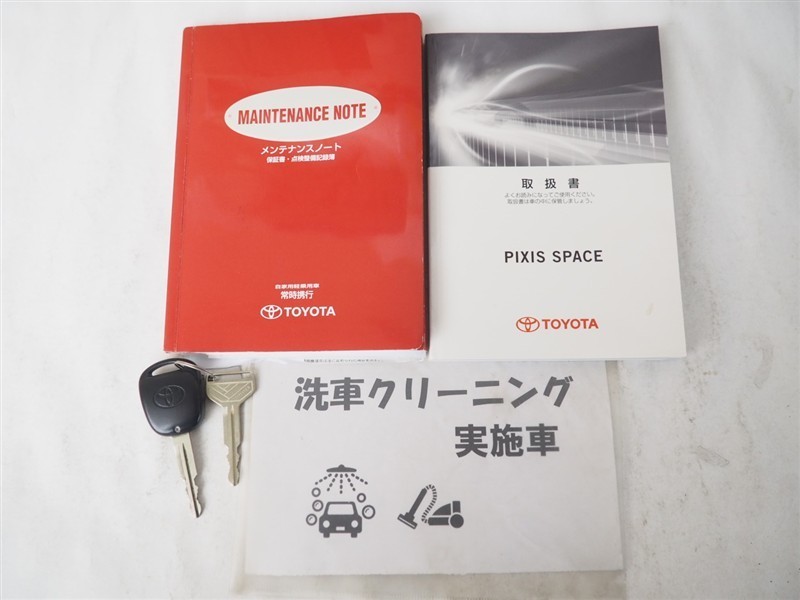 MAINTENANCE NOTE
メンテナンスノート
保証書・点検整備記録簿
自家用軽乗用車
常時携行
TOYOTA
取扱書
よくお読みになってご使用ください。
取扱書は車の中に保管しましょう。
PIXIS SPACE
TOYOTA
洗車クリーニング
実施車